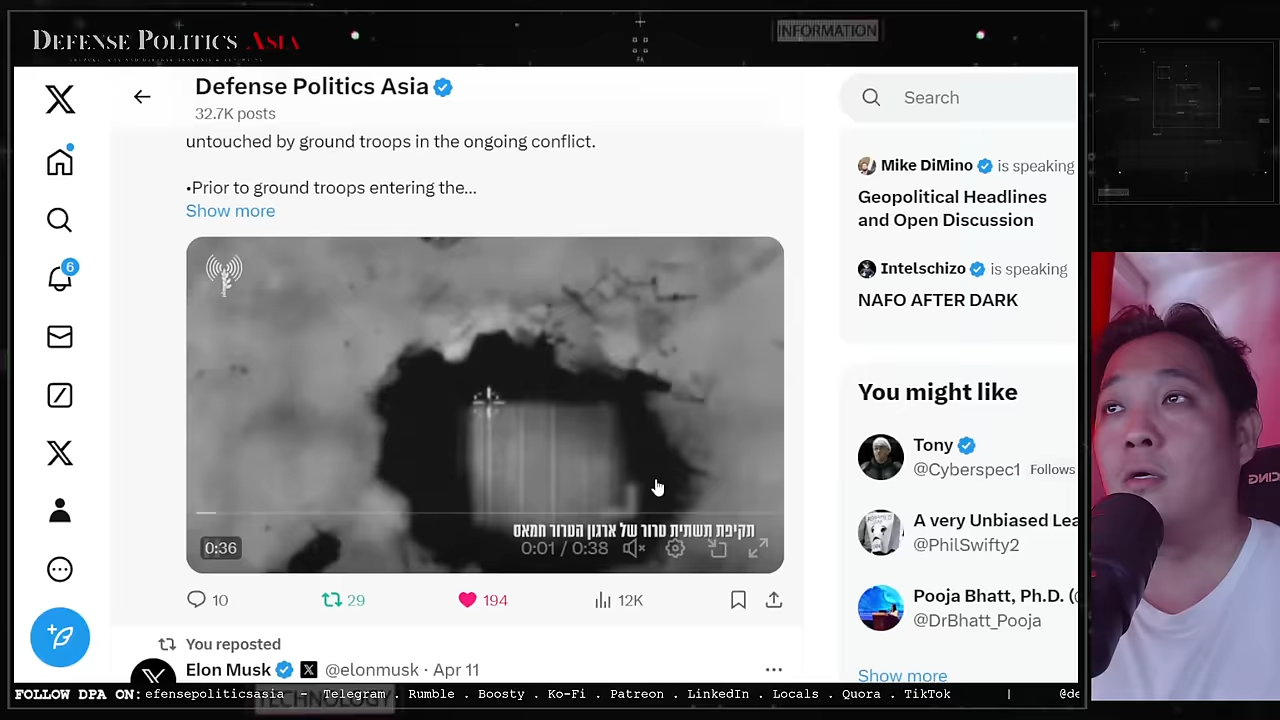 DEFENSE POLITICS ASIA
INFORMATION
Defense Politics Asia
32.7K posts
untouched by ground troops in the ongoing conflict.
•Prior to ground troops entering the...
Show more
תקיפת תשתית טרור של ארגון הטרור חמאס
0:36
0:01 / 0:38
10
29
194
12K
You reposted
Elon Musk @elonmusk · Apr 11
6
Search
Mike DiMino is speaking
Geopolitical Headlines
and Open Discussion
Intelschizo is speaking
NAFO AFTER DARK
You might like
Tony
@Cyberspec1 Follows
A very Unbiased Lea
@PhilSwifty2
Pooja Bhatt, Ph.D. (
@DrBhatt_Pooja
Show more
FOLLOW DPA ON: efensepoliticsasia – Telegram . Rumble . Boosty . Ko-Fi . Patreon . LinkedIn . Locals . Quora . TikTok | @de
TECHNOLOGY